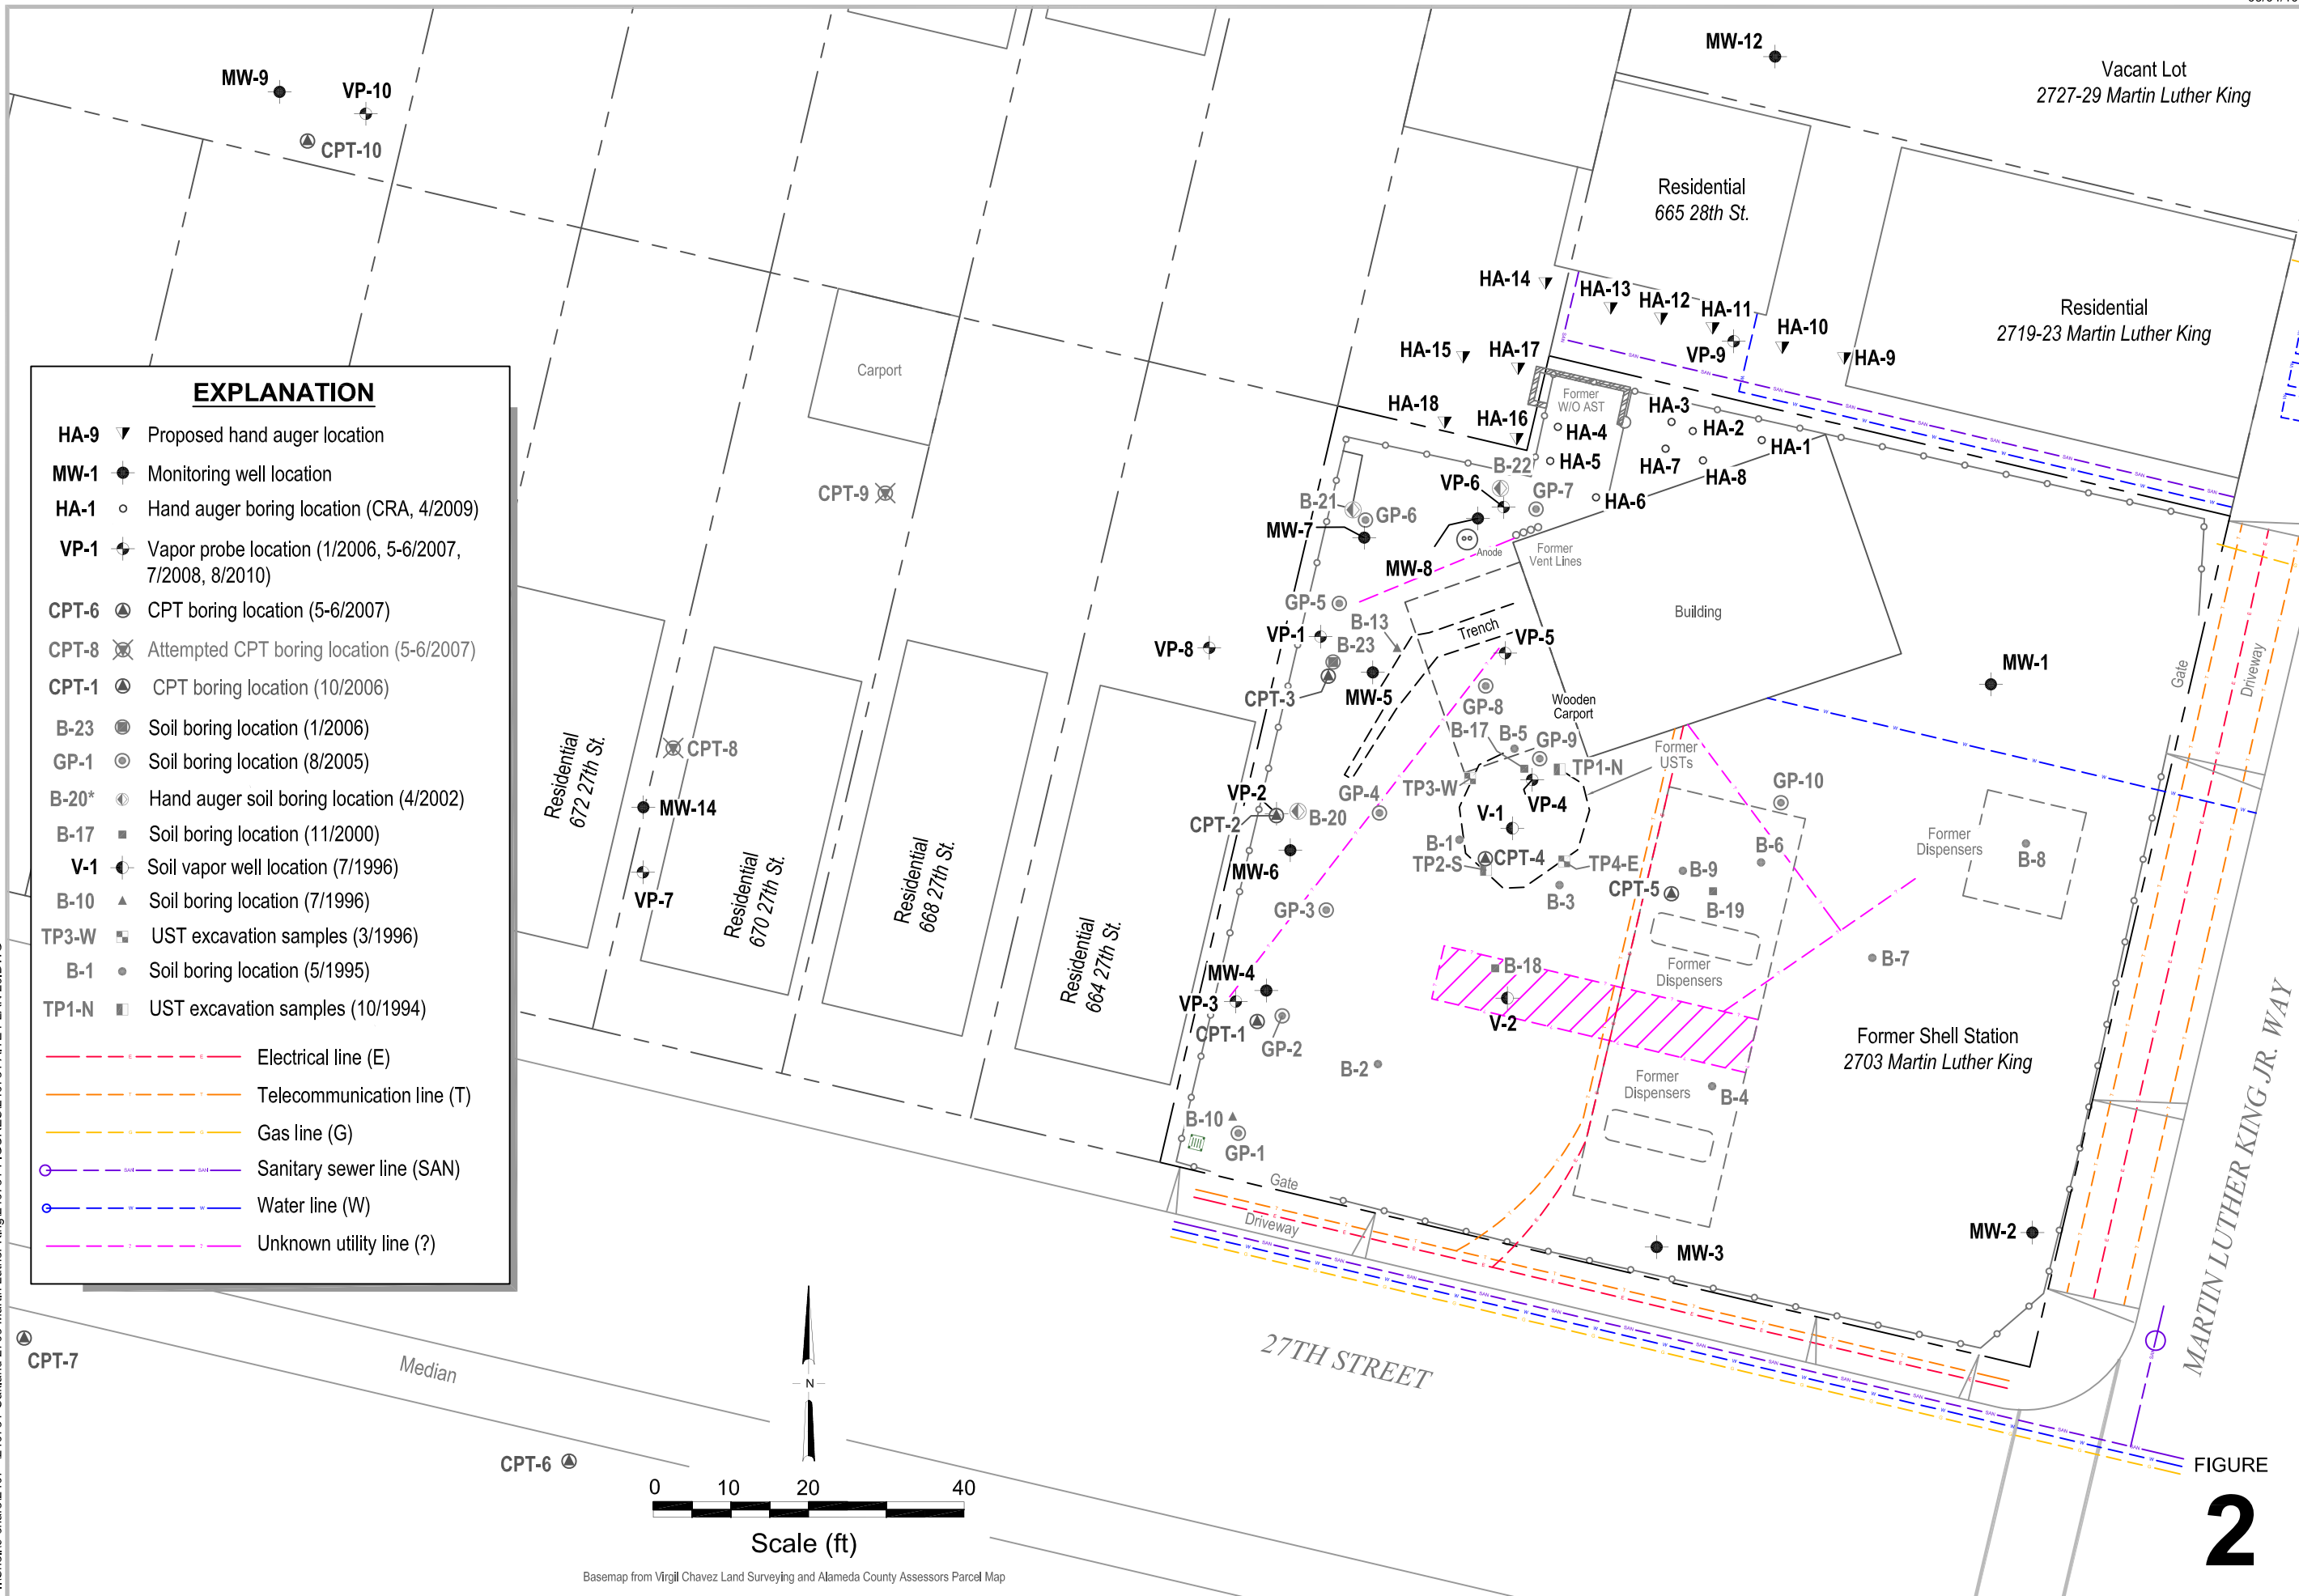 MW-12
Vacant Lot
2727-29 Martin Luther King
MW-9
VP-10
CPT-10
Residential
665 28th St.
HA-14
HA-13
HA-12
HA-11
HA-10
HA-9
VP-9
Residential
2719-23 Martin Luther King
HA-15
HA-17
HA-18
HA-16
Former
W/O AST
HA-3
HA-4
HA-2
HA-1
HA-5
HA-7
HA-8
HA-6
Carport
CPT-9
B-22
VP-6
GP-7
B-21
GP-6
MW-7
Anode
Former
Vent Lines
MW-8
GP-5
B-13
Trench
VP-1
VP-5
VP-8
B-23
CPT-3
MW-5
Building
MW-1
Gate
Driveway
GP-8
Wooden
Carport
B-17
B-5
GP-9
TP1-N
TP3-W
Former
USTs
GP-10
VP-4
V-1
VP-2
GP-4
CPT-2
B-20
B-1
CPT-4
TP2-S
TP4-E
MW-6
B-3
B-6
B-9
CPT-5
B-19
Former
Dispensers
B-8
GP-3
B-7
MW-4
VP-3
CPT-1
GP-2
B-18
V-2
Former
Dispensers
B-2
Former
Dispensers
B-4
Former Shell Station
2703 Martin Luther King
B-10
GP-1
Gate
Driveway
MW-3
MW-2
CPT-8
MW-14
VP-7
Residential
672 27th St.
Residential
670 27th St.
Residential
668 27th St.
Residential
664 27th St.
27TH STREET
MARTIN LUTHER KING JR. WAY
Median
CPT-7
CPT-6
EXPLANATION
HA-9 Proposed hand auger location
MW-1 Monitoring well location
HA-1 Hand auger boring location (CRA, 4/2009)
VP-1 Vapor probe location (1/2006, 5-6/2007,
7/2008, 8/2010)
CPT-6 CPT boring location (5-6/2007)
CPT-8 Attempted CPT boring location (5-6/2007)
CPT-1 CPT boring location (10/2006)
B-23 Soil boring location (1/2006)
GP-1 Soil boring location (8/2005)
B-20* Hand auger soil boring location (4/2002)
B-17 Soil boring location (11/2000)
V-1 Soil vapor well location (7/1996)
B-10 Soil boring location (7/1996)
TP3-W UST excavation samples (3/1996)
B-1 Soil boring location (5/1995)
TP1-N UST excavation samples (10/1994)
Electrical line (E)
Telecommunication line (T)
Gas line (G)
Sanitary sewer line (SAN)
Water line (W)
Unknown utility line (?)
N
0 10 20 40
Scale (ft)
Basemap from Virgil Chavez Land Surveying and Alameda County Assessors Parcel Map
FIGURE
2